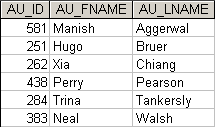 AU_ID AU_FNAME AU_LNAME
581 Manish Aggerwal
251 Hugo Bruer
262 Xia Chiang
438 Perry Pearson
284 Trina Tankersly
383 Neal Walsh